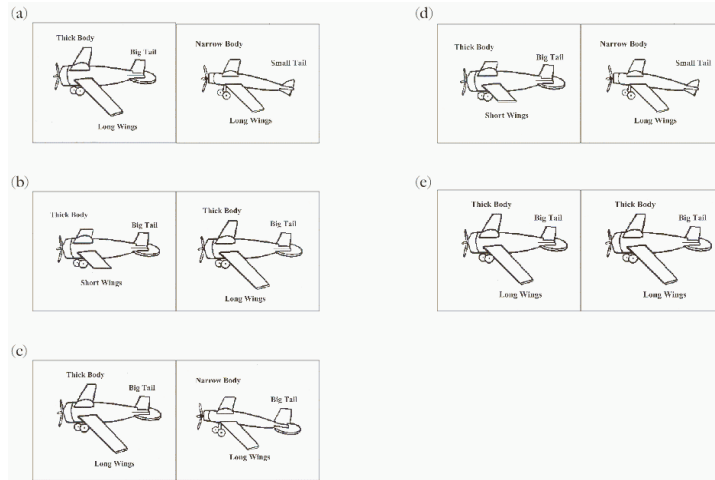 (a)
Thick Body
Big Tail
Long Wings
Narrow Body
Small Tail
Long Wings
(b)
Thick Body
Big Tail
Short Wings
Thick Body
Big Tail
Long Wings
(c)
Thick Body
Big Tail
Long Wings
Narrow Body
Big Tail
Long Wings
(d)
Thick Body
Big Tail
Short Wings
Narrow Body
Small Tail
Long Wings
(e)
Thick Body
Big Tail
Long Wings
Thick Body
Big Tail
Long Wings